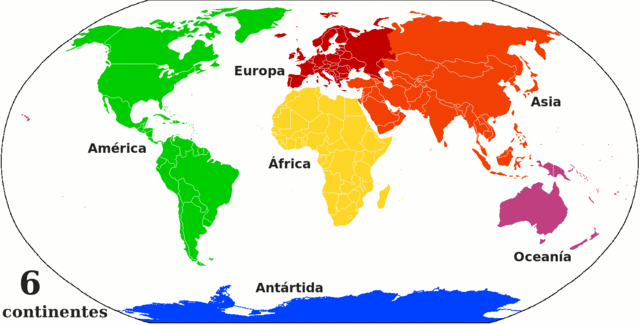 Europa
Asia
América
África
Oceanía
Antártida
6
continentes